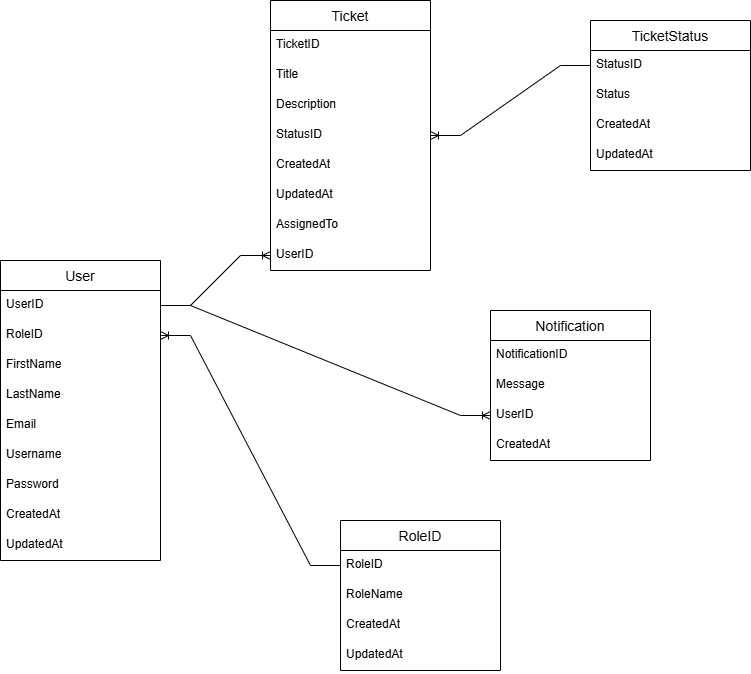 Ticket
TicketID
Title
Description
StatusID
CreatedAt
UpdatedAt
AssignedTo
UserID
TicketStatus
StatusID
Status
CreatedAt
UpdatedAt
User
UserID
RoleID
FirstName
LastName
Email
Username
Password
CreatedAt
UpdatedAt
Notification
NotificationID
Message
UserID
CreatedAt
RoleID
RoleID
RoleName
CreatedAt
UpdatedAt